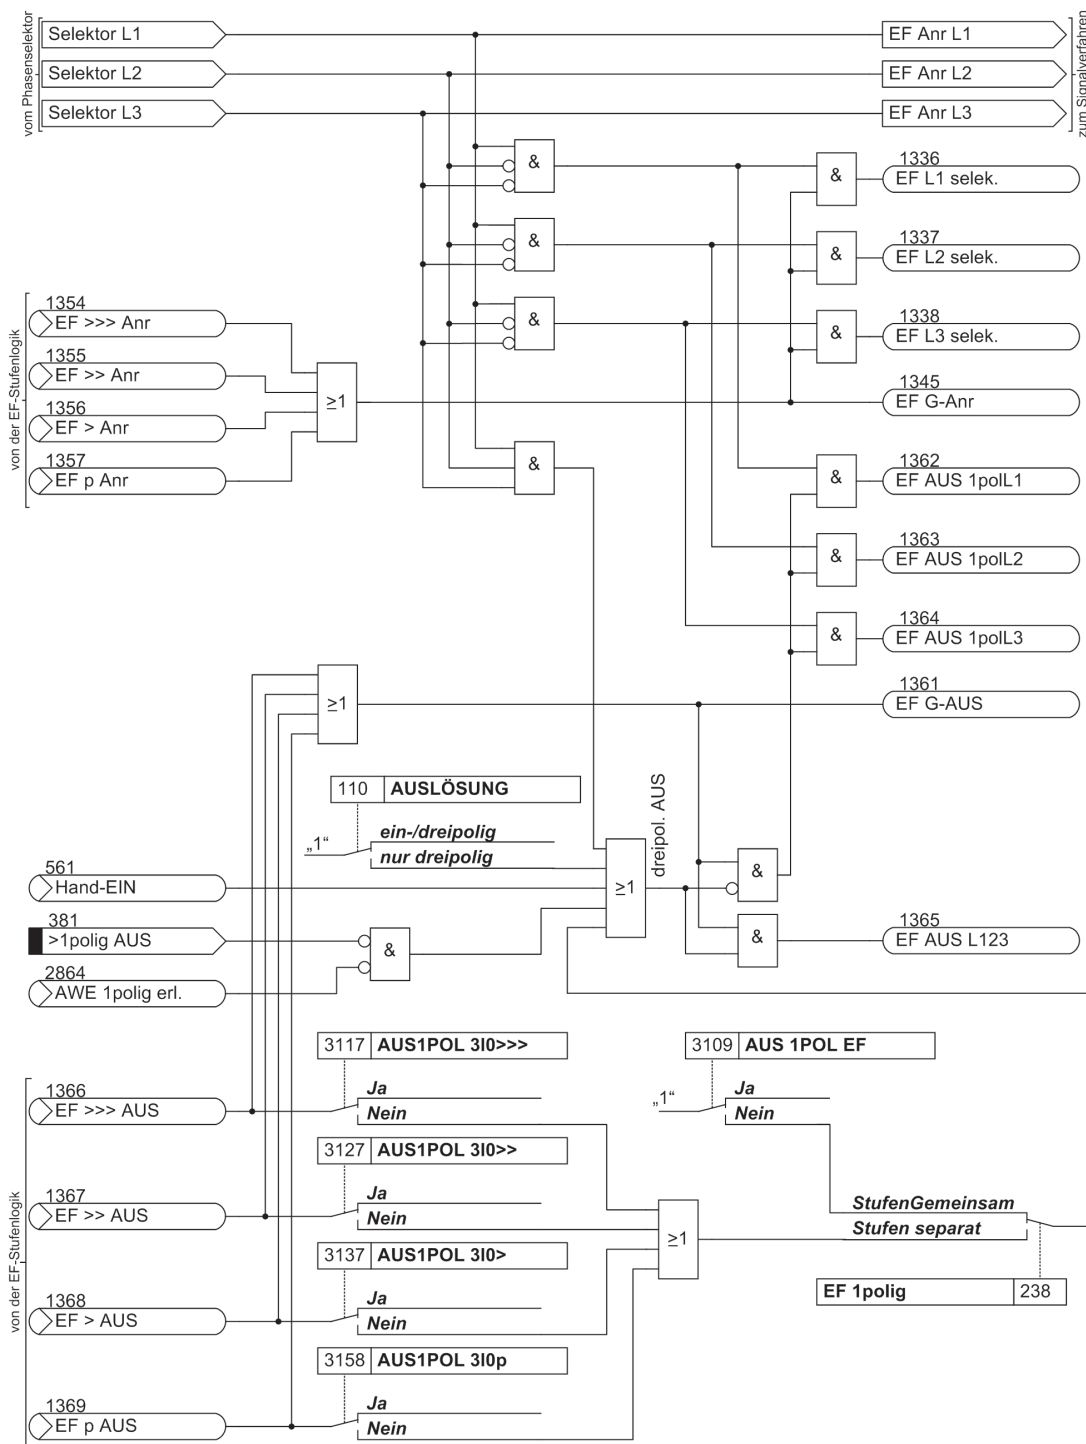 vom Phasenselektor
Selektor L1
Selektor L2
Selektor L3
EF Anr L1
EF Anr L2
EF Anr L3
zum Signalverfahren
&
&
1336
EF L1 selek.
&
&
1337
EF L2 selek.
&
&
1338
EF L3 selek.
von der EF-Stufenlogik
1354
EF >>> Anr
1355
EF >> Anr
1356
EF > Anr
1357
EF p Anr
≥1
1345
EF G-Anr
&
&
1362
EF AUS 1polL1
&
1363
EF AUS 1polL2
&
1364
EF AUS 1polL3
≥1
1361
EF G-AUS
110 AUSLÖSUNG
„1“
ein-/dreipolig
nur dreipolig
dreipol. AUS
561
Hand-EIN
381
>1polig AUS
2864
AWE 1polig erl.
&
≥1
&
&
1365
EF AUS L123
3117 AUS1POL 3I0>>>
3109 AUS 1POL EF
von der EF-Stufenlogik
1366
EF >>> AUS
Ja
Nein
„1“
Ja
Nein
3127 AUS1POL 3I0>>
1367
EF >> AUS
Ja
Nein
StufenGemeinsam
Stufen separat
≥1
3137 AUS1POL 3I0>
EF 1polig 238
1368
EF > AUS
Ja
Nein
3158 AUS1POL 3I0p
1369
EF p AUS
Ja
Nein